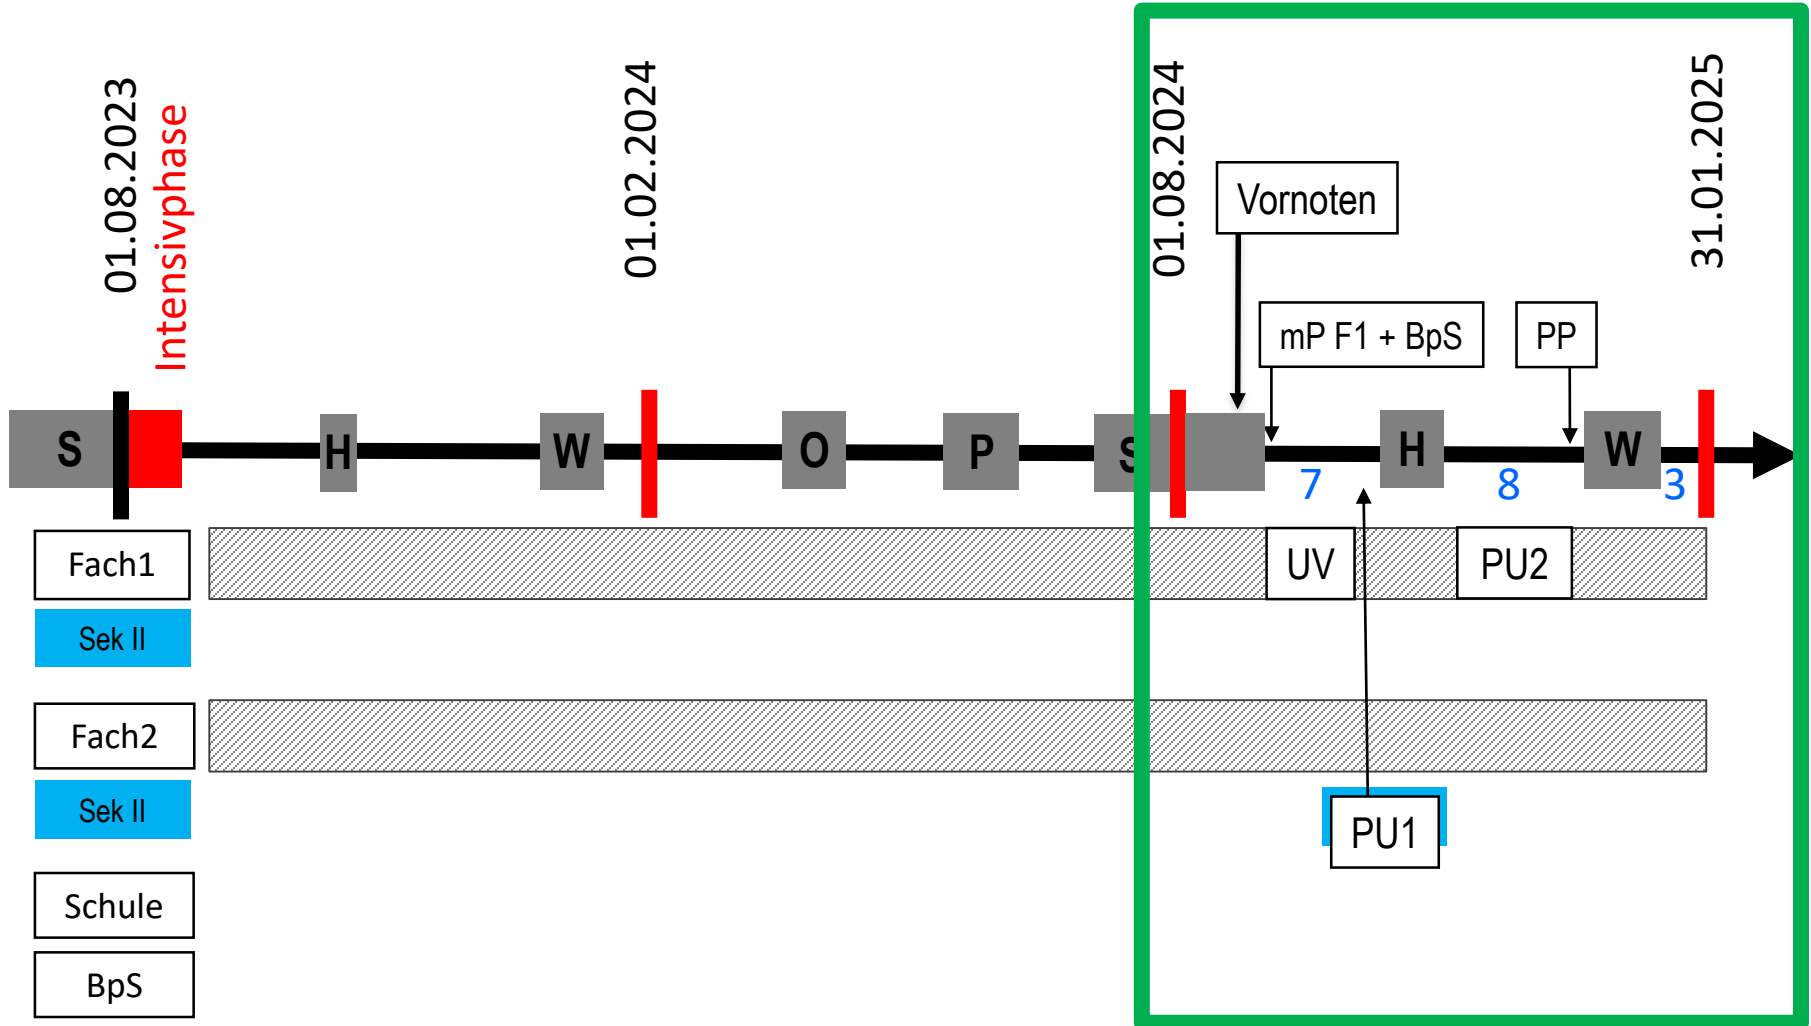 01.08.2023
Intensivphase
01.02.2024
01.08.2024
31.01.2025
Vornoten
mP F1 + BpS
PP
S
H
W
O
P
S
H
W
7
8
3
Fach1
UV
PU2
Sek II
Fach2
Sek II
PU1
Schule
BpS